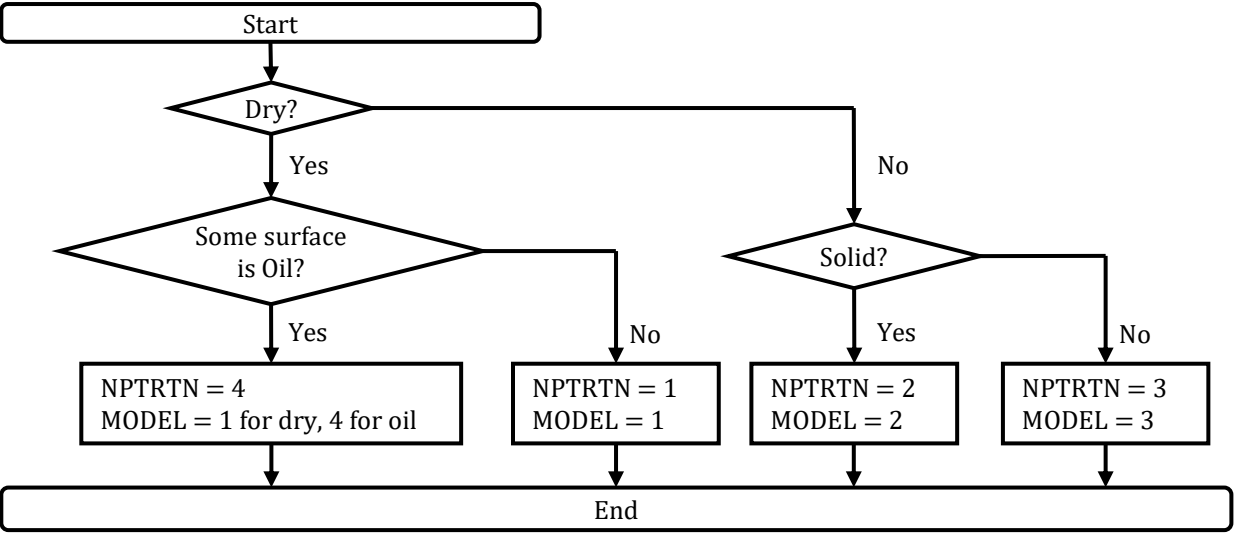 Start
Dry?
Yes
No
Some surface
is Oil?
Solid?
Yes
No
Yes
No
NPTRTN = 4
MODEL = 1 for dry, 4 for oil
NPTRTN = 1
MODEL = 1
NPTRTN = 2
MODEL = 2
NPTRTN = 3
MODEL = 3
End